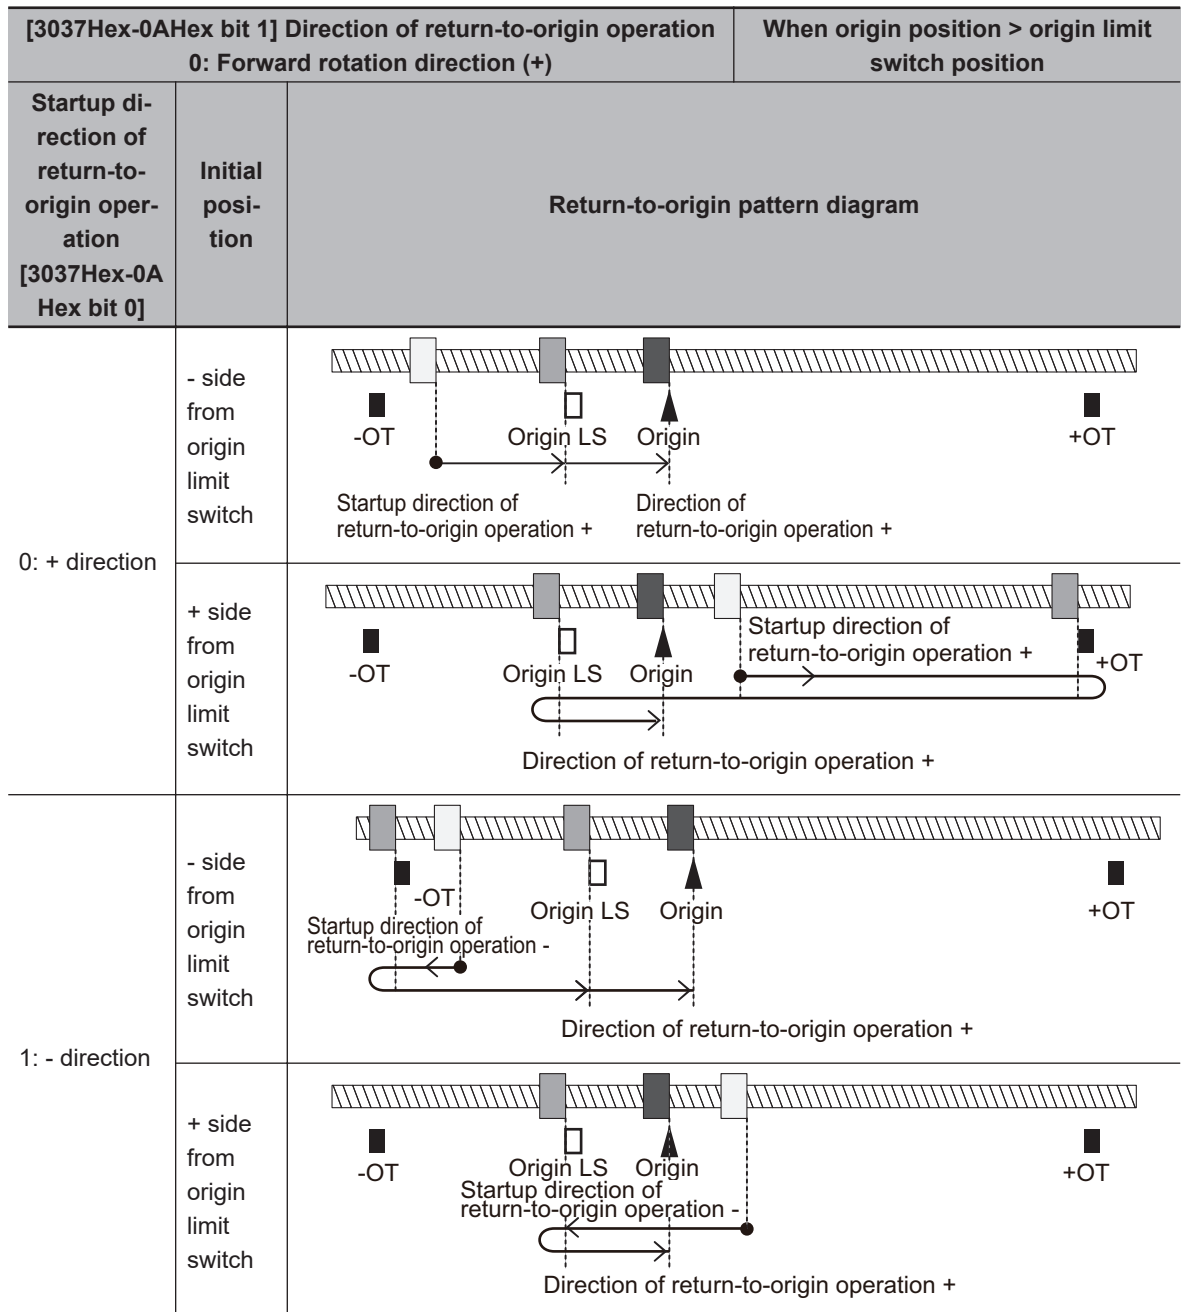 [3037Hex-0AHex bit 1] Direction of return-to-origin operation
0: Forward rotation direction (+)
When origin position > origin limit
switch position
Startup di-
rection of
return-to-
origin oper-
ation
[3037Hex-0A
Hex bit 0]
Initial
posi-
tion
Return-to-origin pattern diagram
0: + direction
- side
from
origin
limit
switch
-OT
Origin LS
Origin
+OT
Startup direction of
return-to-origin operation +
Direction of
return-to-origin operation +
+ side
from
origin
limit
switch
Startup direction of
return-to-origin operation +
-OT
Origin LS
Origin
+OT
Direction of return-to-origin operation +
1: - direction
- side
from
origin
limit
switch
-OT
Origin LS
Origin
+OT
Startup direction of
return-to-origin operation -
Direction of return-to-origin operation +
+ side
from
origin
limit
switch
-OT
Origin LS
Origin
+OT
Startup direction of
return-to-origin operation -
Direction of return-to-origin operation +